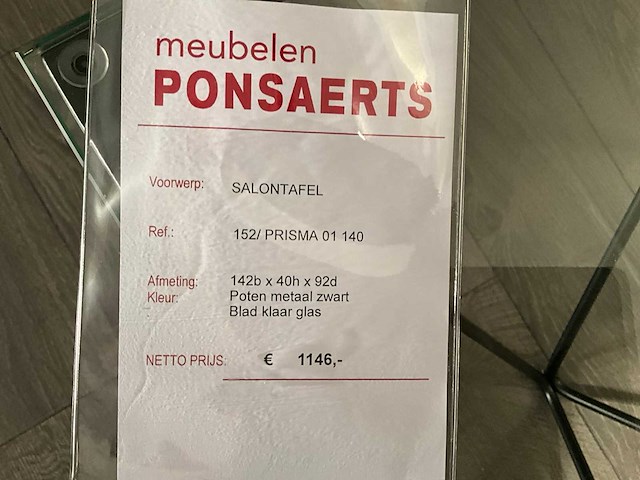 meubelen
PONSAERTS
Voorwerp: SALONTAFEL
Ref.: 152/ PRISMA 01 140
Afmeting: 142b x 40h x 92d
Kleur: Poten metaal zwart
Blad klaar glas
NETTO PRIJS: € 1146,-